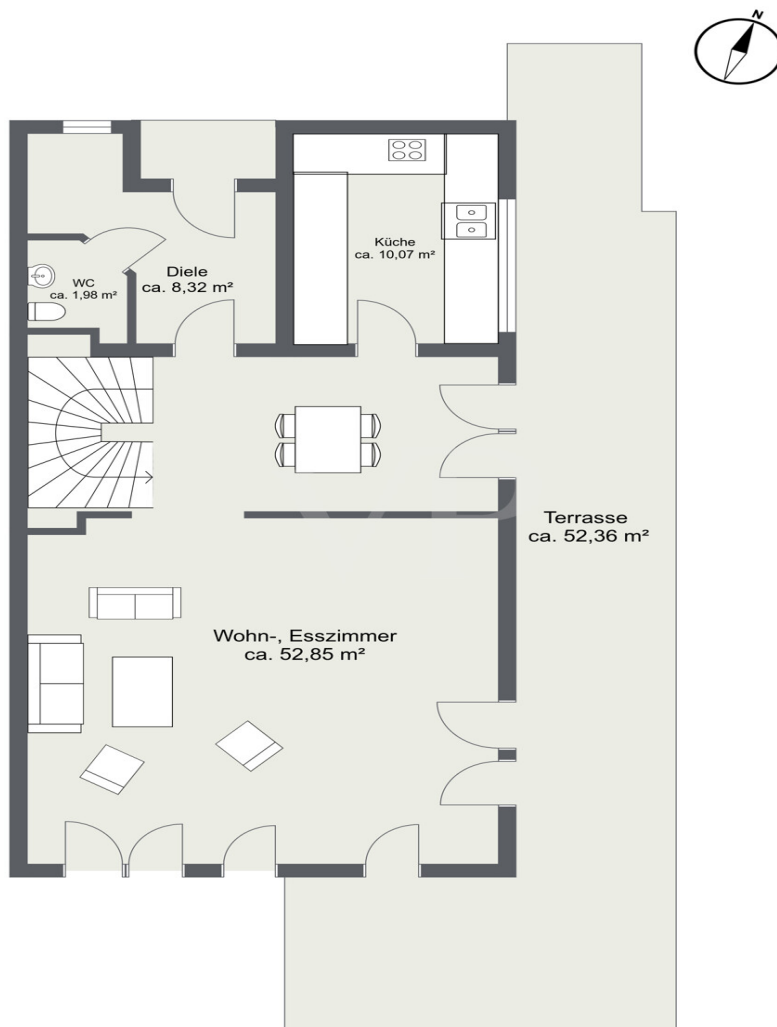 N
Küche
ca. 10,07 m²
Diele
ca. 8,32 m²
WC
ca. 1,98 m²
Terrasse
ca. 52,36 m²
Wohn-, Esszimmer
ca. 52,85 m²